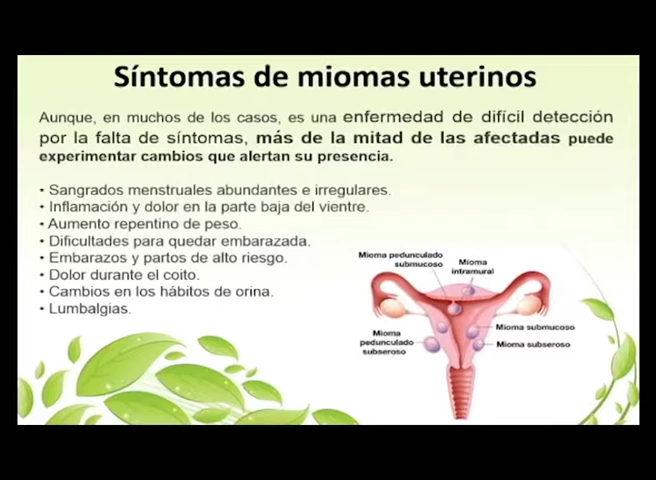 Síntomas de miomas uterinos
Aunque, en muchos de los casos, es una enfermedad de difícil detección
por la falta de síntomas, más de la mitad de las afectadas puede
experimentar cambios que alertan su presencia.
• Sangrados menstruales abundantes e irregulares.
• Inflamación y dolor en la parte baja del vientre.
• Aumento repentino de peso.
• Dificultades para quedar embarazada.
• Embarazos y partos de alto riesgo.
• Dolor durante el coito.
• Cambios en los hábitos de orina.
• Lumbalgias.
Mioma pedunculado
submucoso
Mioma
intramural
Mioma
pedunculado
subseroso
Mioma submucoso
Mioma subseroso